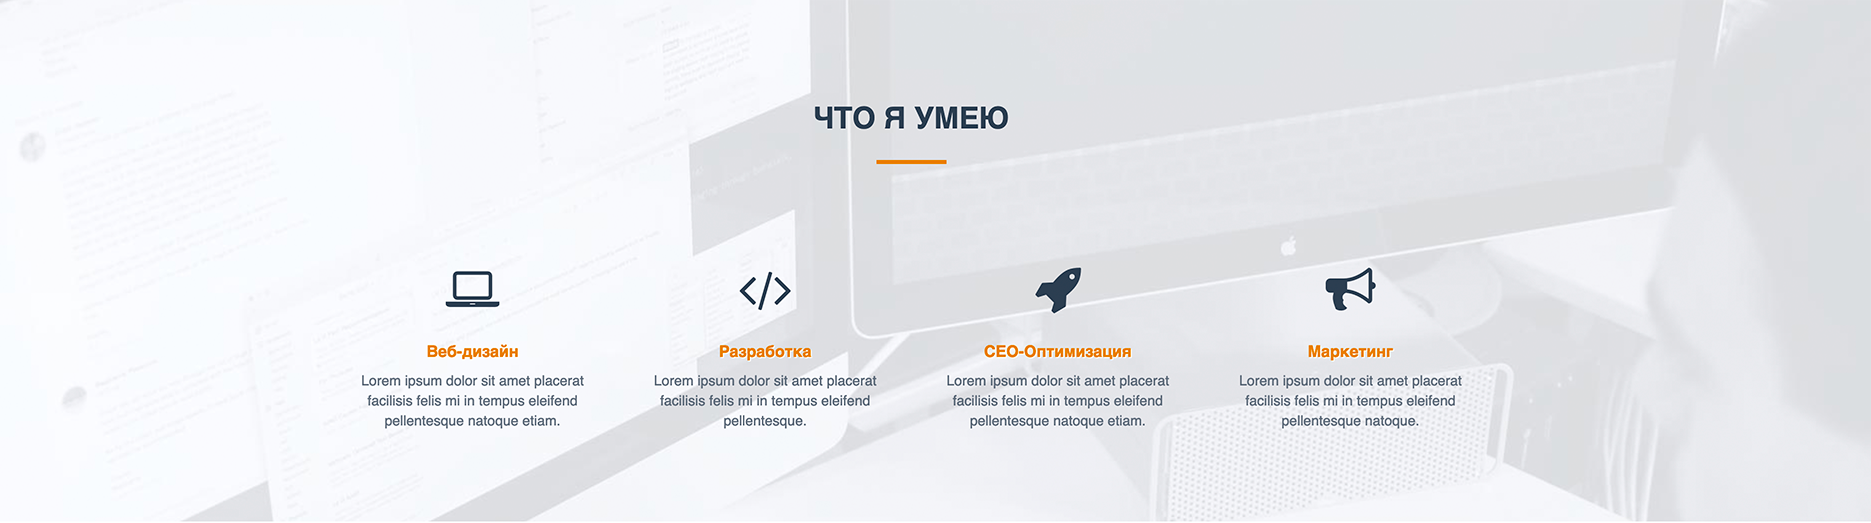 ЧТО Я УМЕЮ
Веб-дизайн
Lorem ipsum dolor sit amet placerat
facilisis felis mi in tempus eleifend
pellentesque natoque etiam.
Разработка
Lorem ipsum dolor sit amet placerat
facilisis felis mi in tempus eleifend
pellentesque.
СЕО-Оптимизация
Lorem ipsum dolor sit amet placerat
facilisis felis mi in tempus eleifend
pellentesque natoque etiam.
Маркетинг
Lorem ipsum dolor sit amet placerat
facilisis felis mi in tempus eleifend
pellentesque natoque.